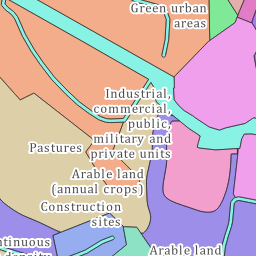 Green urban
areas
Industrial,
commercial,
public,
military and
private units
Pastures
Arable land
(annual crops)
Construction
sites
Arable land